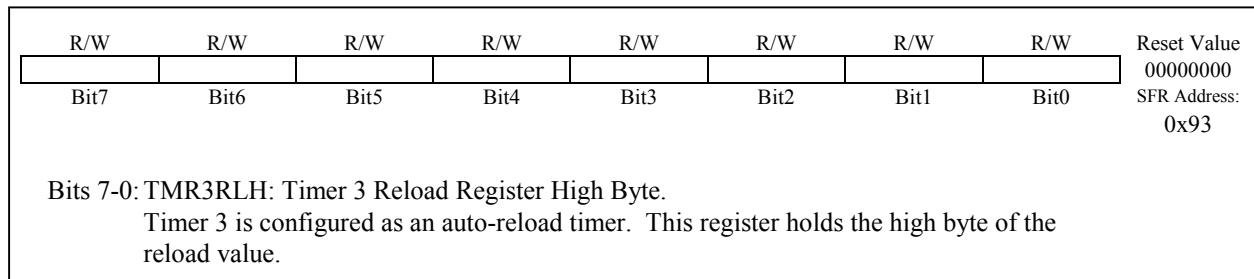 R/W R/W R/W R/W R/W R/W R/W R/W Reset Value
00000000
Bit7 Bit6 Bit5 Bit4 Bit3 Bit2 Bit1 Bit0 SFR Address:
0x93
Bits 7-0: TMR3RLH: Timer 3 Reload Register High Byte.
Timer 3 is configured as an auto-reload timer. This register holds the high byte of the
reload value.